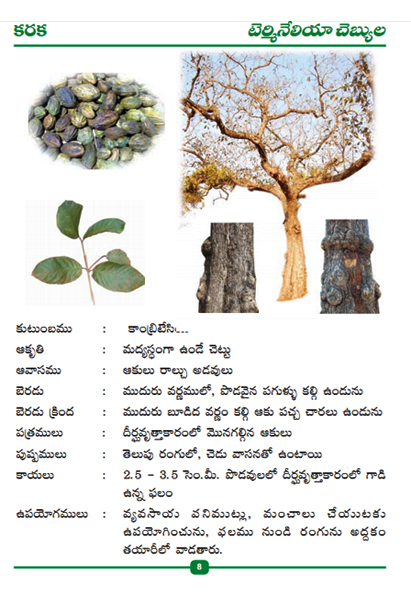 కరక
టెర్మినేలియా చెబ్యుల
కుటుంబము : కాంబ్రిటేసి...
ఆకృతి : మధ్యస్థంగా ఉండే చెట్టు
ఆవాసము : ఆకులు రాల్చు అడవులు
బెరడు : ముదురు వర్ణములో, పొడవైన పగుళ్ళు కల్గి ఉండును
బెరడు క్రింద : ముదురు బూడిద వర్ణం కల్గి ఆకు పచ్చ చారలు ఉండును
పత్రములు : దీర్ఘవృత్తాకారంలో మొనగల్గిన ఆకులు
పుష్పములు : తెలుపు రంగులో, చెడు వాసనతో ఉంటాయి
కాయలు : 2.5 - 3.5 సెం.మీ. పొడవులలో దీర్ఘవృత్తాకారంలో గాడి
ఉన్న ఫలం
ఉపయోగములు : వ్యవసాయ పనిముట్లు, మంచాలు చేయుటకు
ఉపయోగించును, ఫలము నుండి రంగును అద్దకం
తయారీలో వాడతారు.
8